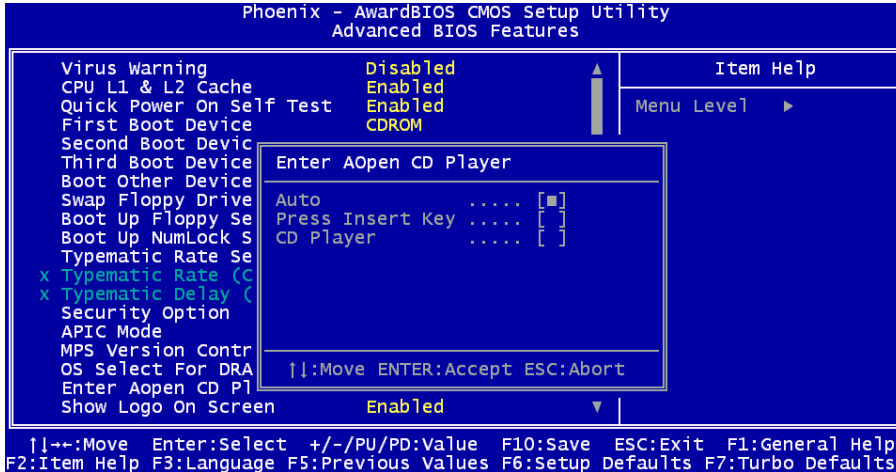 Phoenix - AwardBIOS CMOS Setup Utility
Advanced BIOS Features
Virus Warning Disabled
CPU L1 & L2 Cache Enabled
Quick Power On Self Test Enabled
First Boot Device CDROM
Second Boot Devic
Third Boot Device
Boot Other Device
Swap Floppy Drive
Boot Up Floppy Se
Boot Up NumLock S
Typematic Rate Se
x Typematic Rate (C
x Typematic Delay (
Security Option
APIC Mode
MPS Version Contr
OS Select For DRA
Enter Aopen CD Pl
Show Logo On Screen Enabled
Enter AOpen CD Player
Auto ..... [■]
Press Insert Key ..... [ ]
CD Player ..... [ ]
↑↓:Move ENTER:Accept ESC:Abort
Item Help
Menu Level ▶
↑↓→←:Move Enter:Select +/-/PU/PD:Value F10:Save ESC:Exit F1:General Help
F2:Item Help F3:Language F5:Previous Values F6:Setup Defaults F7:Turbo Defaults